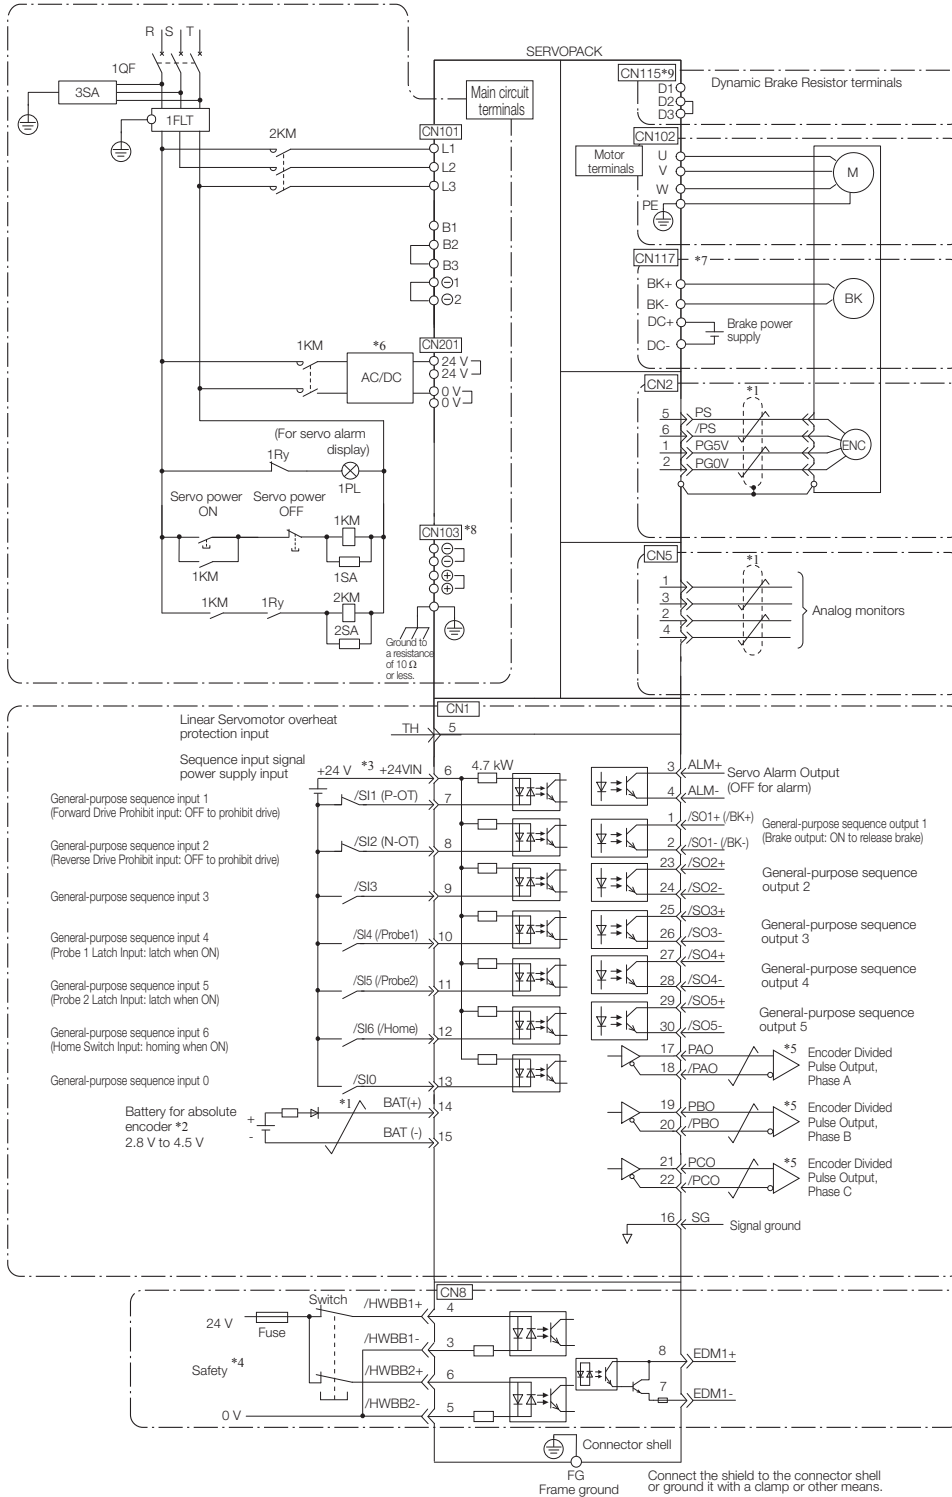 R S T
1QF
3SA
1FLT
2KM
SERVOPACK
Main circuit
terminals
CN101
L1
L2
L3
B1
B2
B3
⊖1
⊖2
CN201
1KM
*6
AC/DC
24 V
24 V
0 V
0 V
(For servo alarm
display)
1Ry
1PL
Servo power
ON
Servo power
OFF
1KM
1KM
1SA
1KM
1Ry
2KM
2SA
CN103 *8
⊖
⊖
⊕
⊕
Ground to
a resistance
of 10 Ω
or less.
CN115*9
Dynamic Brake Resistor terminals
D1
D2
D3
CN102
Motor
terminals
U
V
W
PE
M
CN117 *7
BK+
BK-
BK
DC+
DC-
Brake power
supply
CN2
*1
5 PS
6 /PS
1 PG5V
2 PG0V
ENC
CN5
*1
1
3
2
4
Analog monitors
CN1
Linear Servomotor overheat
protection input
TH 5
Sequence input signal
power supply input
+24 V *3 +24VIN 6 4.7 kW
General-purpose sequence input 1
(Forward Drive Prohibit input: OFF to prohibit drive)
/SI1 (P-OT) 7
General-purpose sequence input 2
(Reverse Drive Prohibit input: OFF to prohibit drive)
/SI2 (N-OT) 8
General-purpose sequence input 3
/SI3 9
General-purpose sequence input 4
(Probe 1 Latch Input: latch when ON)
/SI4 (/Probe1) 10
General-purpose sequence input 5
(Probe 2 Latch Input: latch when ON)
/SI5 (/Probe2) 11
General-purpose sequence input 6
(Home Switch Input: homing when ON)
/SI6 (/Home) 12
General-purpose sequence input 0
/SI0 13
Battery for absolute
encoder *2
2.8 V to 4.5 V
+
-
*1
BAT(+) 14
BAT (-) 15
3 ALM+
4 ALM-
Servo Alarm Output
(OFF for alarm)
1 /SO1+ (/BK+)
2 /SO1- (/BK-)
General-purpose sequence output 1
(Brake output: ON to release brake)
23 /SO2+
24 /SO2-
General-purpose sequence
output 2
25 /SO3+
26 /SO3-
General-purpose sequence
output 3
27 /SO4+
28 /SO4-
General-purpose sequence
output 4
29 /SO5+
30 /SO5-
General-purpose sequence
output 5
17 PAO
18 /PAO
*5 Encoder Divided
Pulse Output,
Phase A
19 PBO
20 /PBO
*5 Encoder Divided
Pulse Output,
Phase B
21 PCO
22 /PCO
*5 Encoder Divided
Pulse Output,
Phase C
16 SG
Signal ground
CN8
Switch
24 V
Fuse
Safety *4
0 V
/HWBB1+ 4
/HWBB1- 3
/HWBB2+ 6
/HWBB2- 5
8 EDM1+
7 EDM1-
Connector shell
FG
Frame ground
Connect the shield to the connector shell
or ground it with a clamp or other means.